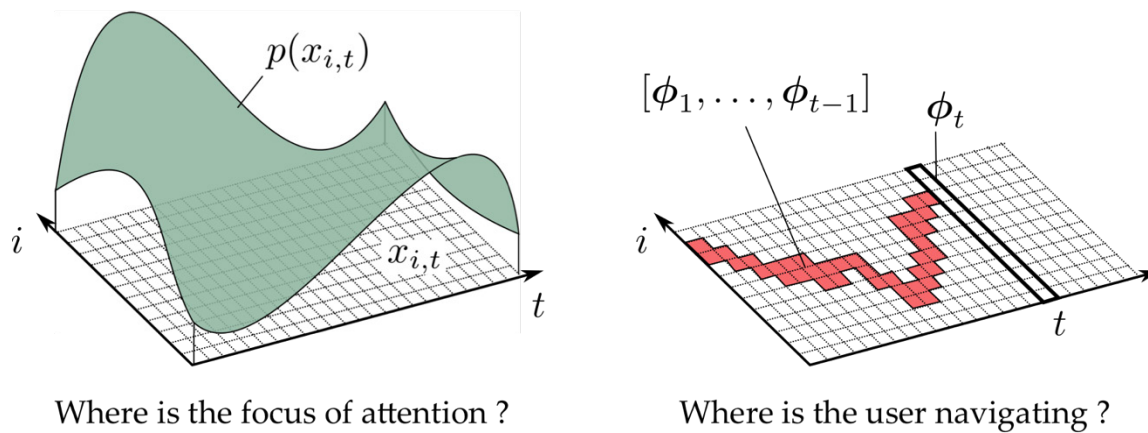 p(x_{i,t})
i
x_{i,t}
t
Where is the focus of attention ?
[ϕ_1, . . . , ϕ_{t−1}]
ϕ_t
i
t
Where is the user navigating ?